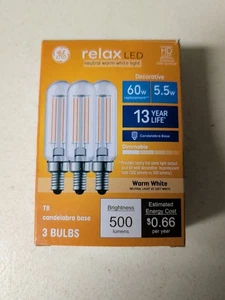 GE
relax LED
neutral warm white light
HD
Decorative
60W
replacement
5.5W
13 YEAR LIFE
Candelabra Base
Dimmable
Warm White
T8
candelabra base
3 BULBS
Brightness
500
lumens
Estimated
Energy Cost
$0.66
per year